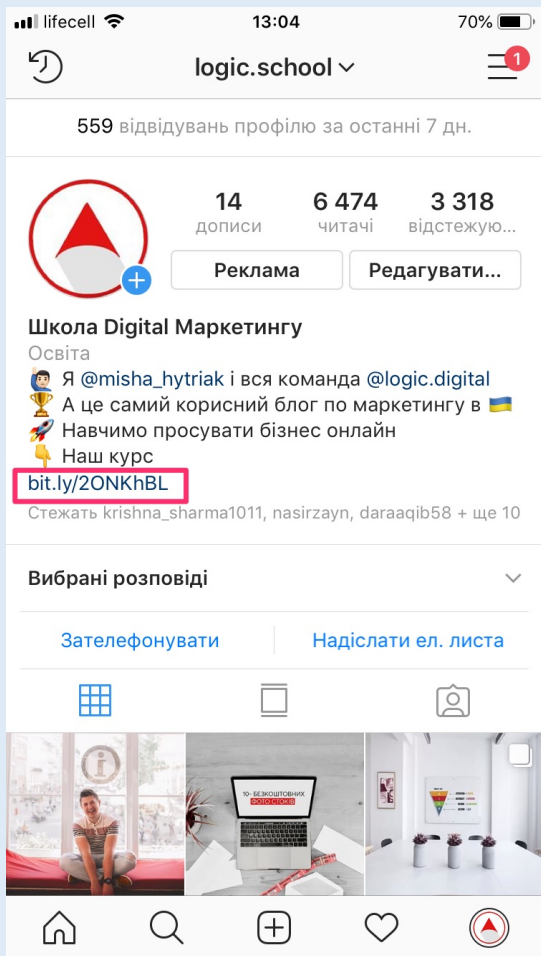 lifecell 13:04 70%
logic.school 1
559 відвідувань профілю за останні 7 дн.
14 6 474 3 318
дописи читачі відстежую...
Реклама Редагувати...
Школа Digital Маркетингу
Освіта
Я @misha_hytriak і вся команда @logic.digital
А це самий корисний блог по маркетингу в
Навчимо просувати бізнес онлайн
Наш курс
bit.ly/2ONKhBL
Стежать krishna_sharma1011, nasirzayn, daraaqib58 + ще 10
Вибрані розповіді
Зателефонувати Надіслати ел. листа
10- БЕЗКОШТОВНИХ
ФОТО СТОКІВ